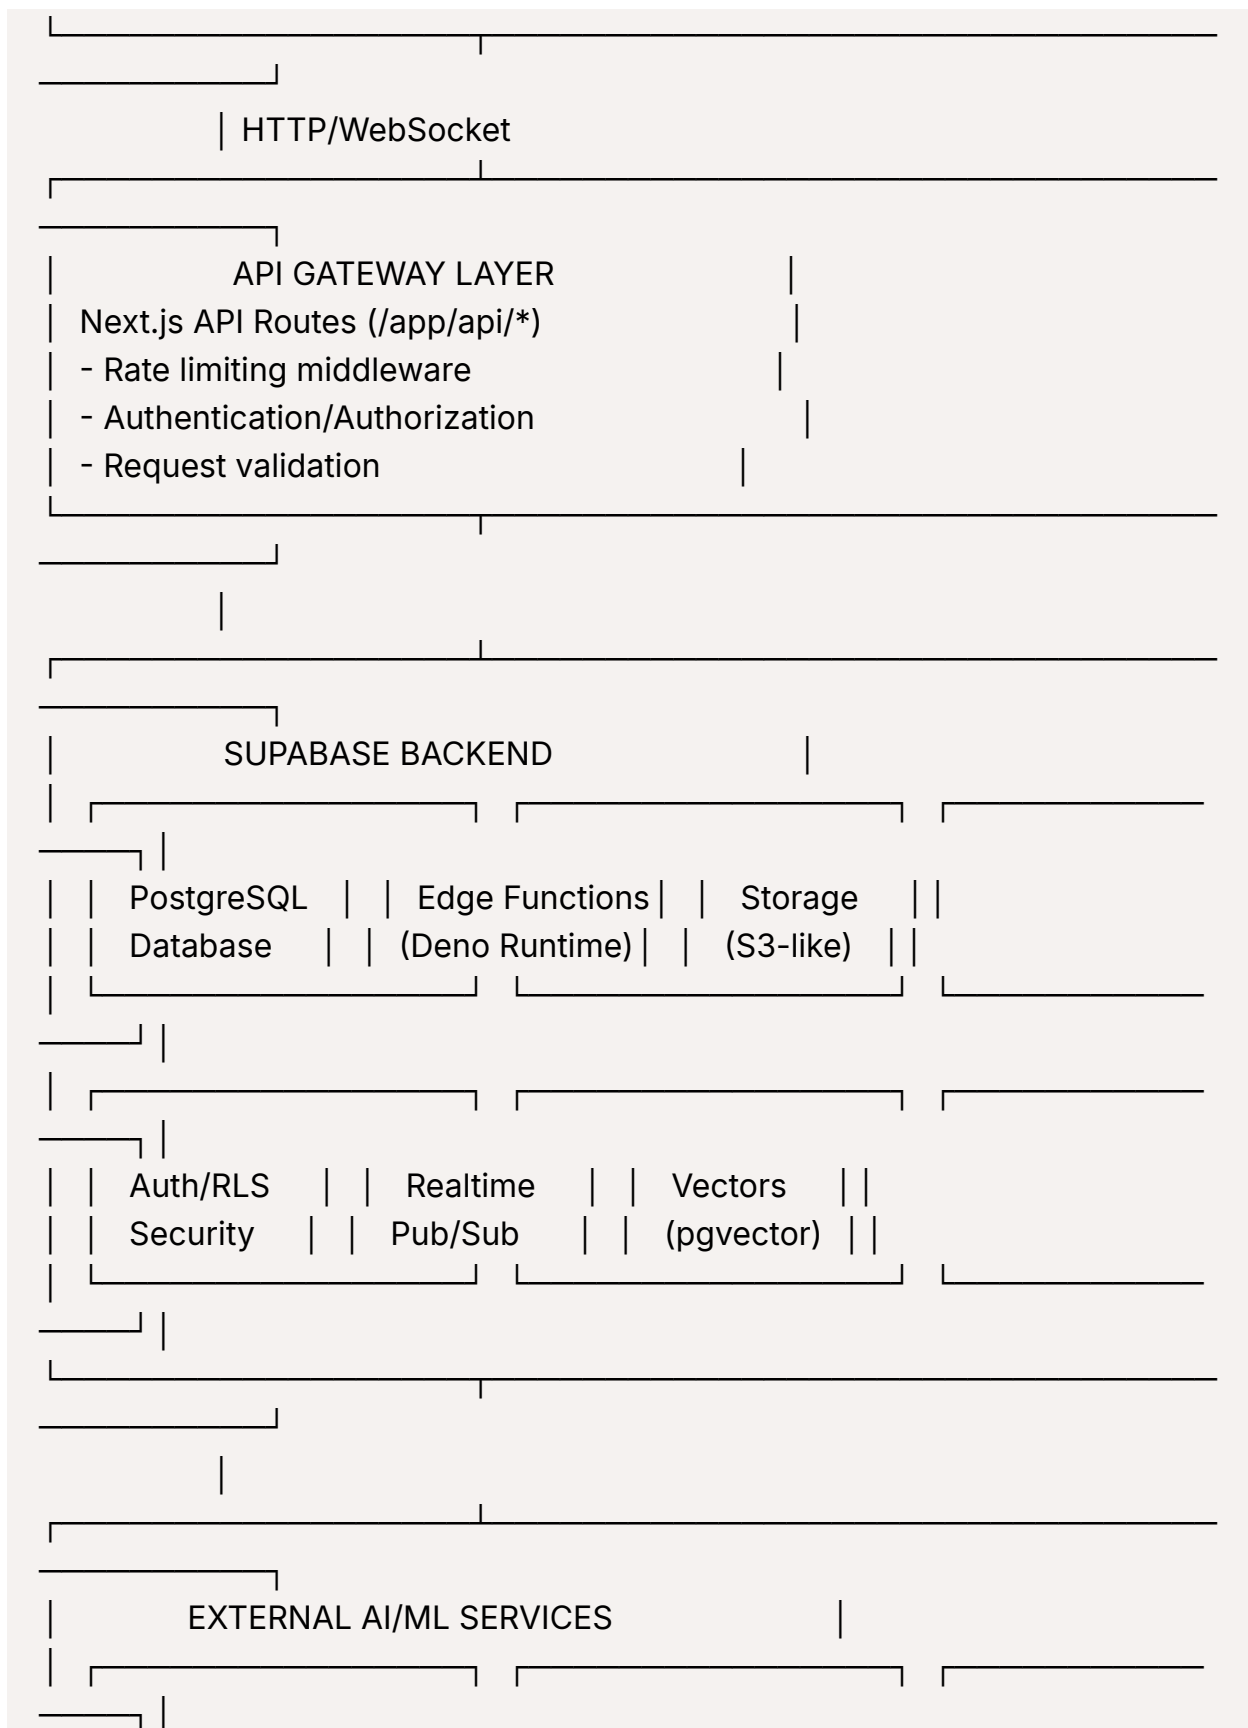 HTTP/WebSocket
API GATEWAY LAYER
Next.js API Routes (/app/api/*)
- Rate limiting middleware
- Authentication/Authorization
- Request validation
SUPABASE BACKEND
PostgreSQL Edge Functions Storage
Database (Deno Runtime) (S3-like)
Auth/RLS Realtime Vectors
Security Pub/Sub (pgvector)
EXTERNAL AI/ML SERVICES